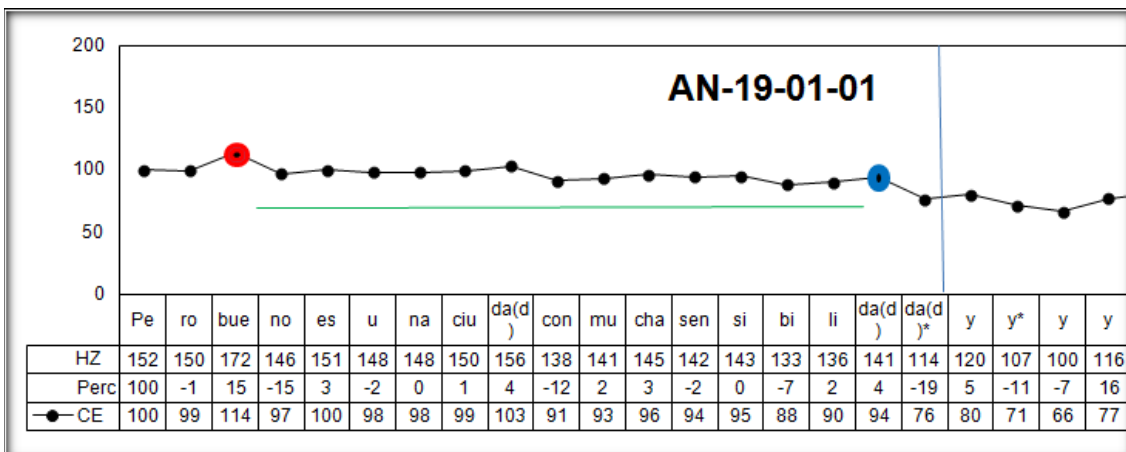 200
150
100
50
0
AN-19-01-01
Pe ro bue no es u na ciu da(d) con mu cha sen si bi li da(d) da(d)* y y* y y
HZ 152 150 172 146 151 148 148 150 156 138 141 145 142 143 133 136 141 114 120 107 100 116
Perc 100 -1 15 -15 3 -2 0 1 4 -12 2 3 -2 0 -7 2 4 -19 5 -11 -7 16
CE 100 99 114 97 100 98 98 99 103 91 93 96 94 95 88 90 94 76 80 71 66 77